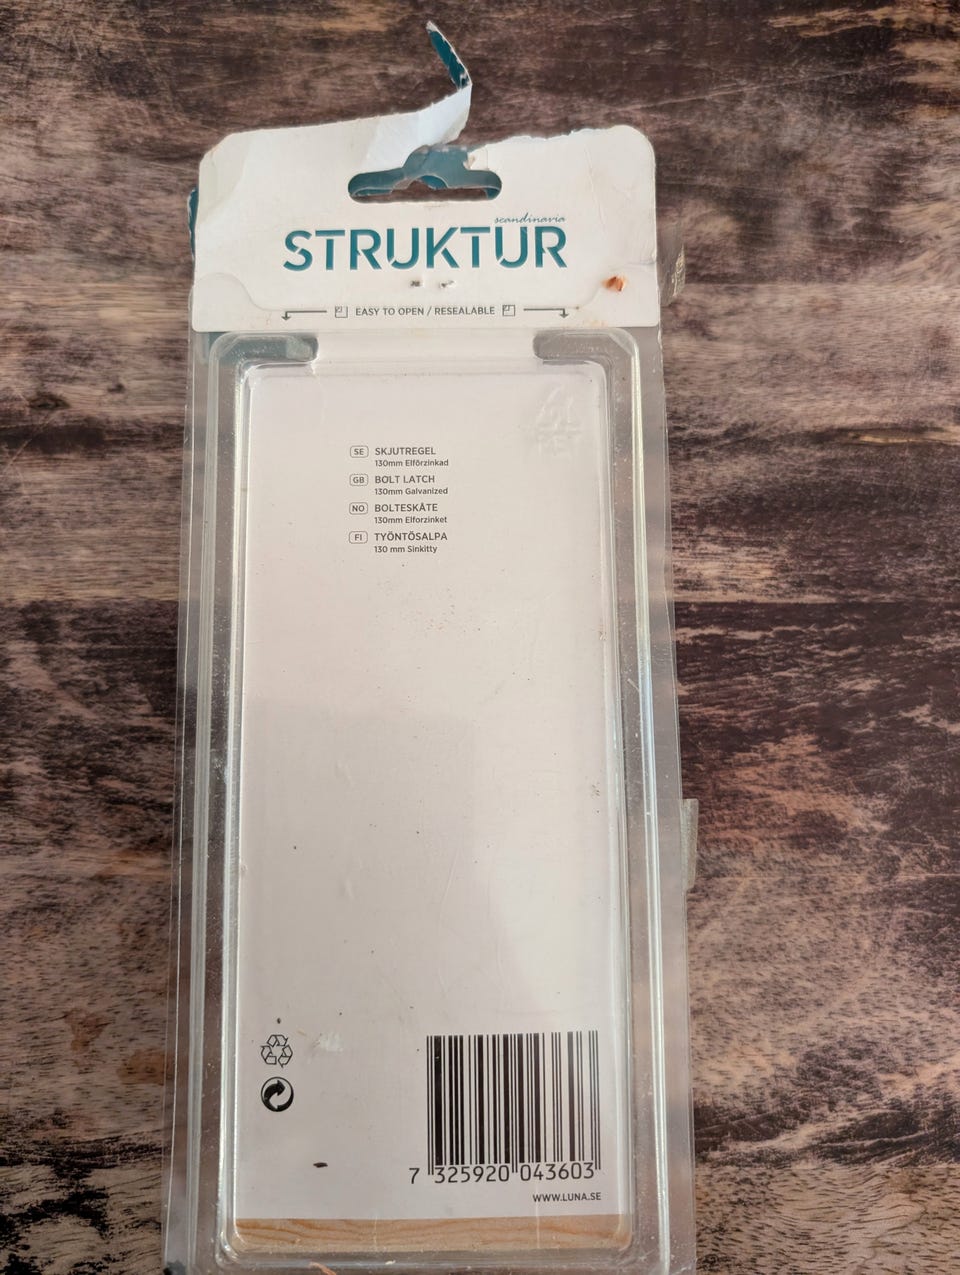 scandinavia
STRUKTUR
EASY TO OPEN / RESEALABLE
SE SKJUTREGEL
130mm Elförzinkad
GB BOLT LATCH
130mm Galvanized
NO BOLTESKÅTE
130mm Elforzinket
FI TYÖNTÖSALPA
130 mm Sinkitty
7 325920 043603
WWW.LUNA.SE